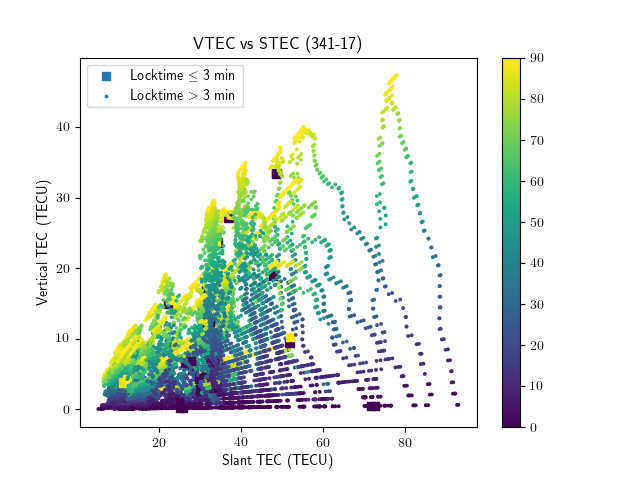 VTEC vs STEC (341-17)
Locktime ≤ 3 min
Locktime > 3 min
Vertical TEC (TECU)
40
30
20
10
0
20 40 60 80
Slant TEC (TECU)
90
80
70
60
50
40
30
20
10
0